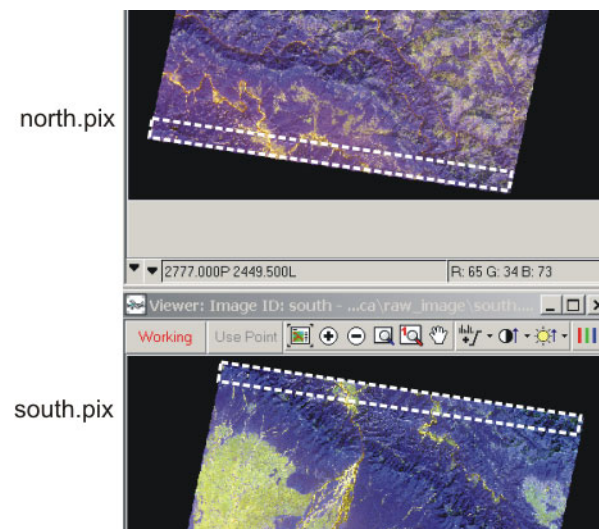 north.pix
2777.000P 2449.500L
R: 65 G: 34 B: 73
Viewer: Image ID: south - ...ca\raw_image\south....
Working
Use Point
south.pix